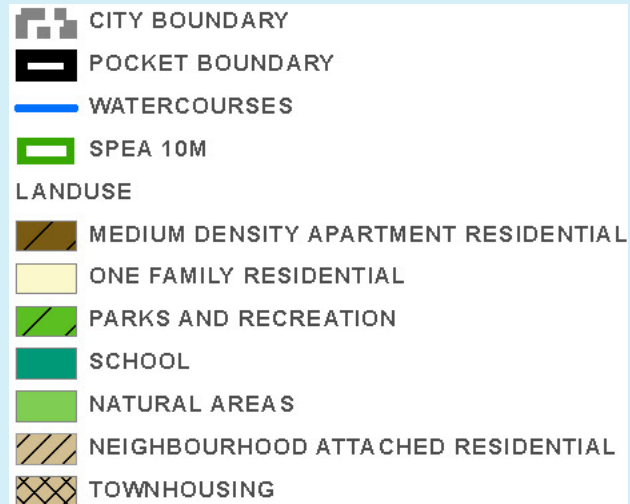 CITY BOUNDARY
POCKET BOUNDARY
WATERCOURSES
SPEA 10M
LANDUSE
MEDIUM DENSITY APARTMENT RESIDENTIAL
ONE FAMILY RESIDENTIAL
PARKS AND RECREATION
SCHOOL
NATURAL AREAS
NEIGHBOURHOOD ATTACHED RESIDENTIAL
TOWNHOUSING